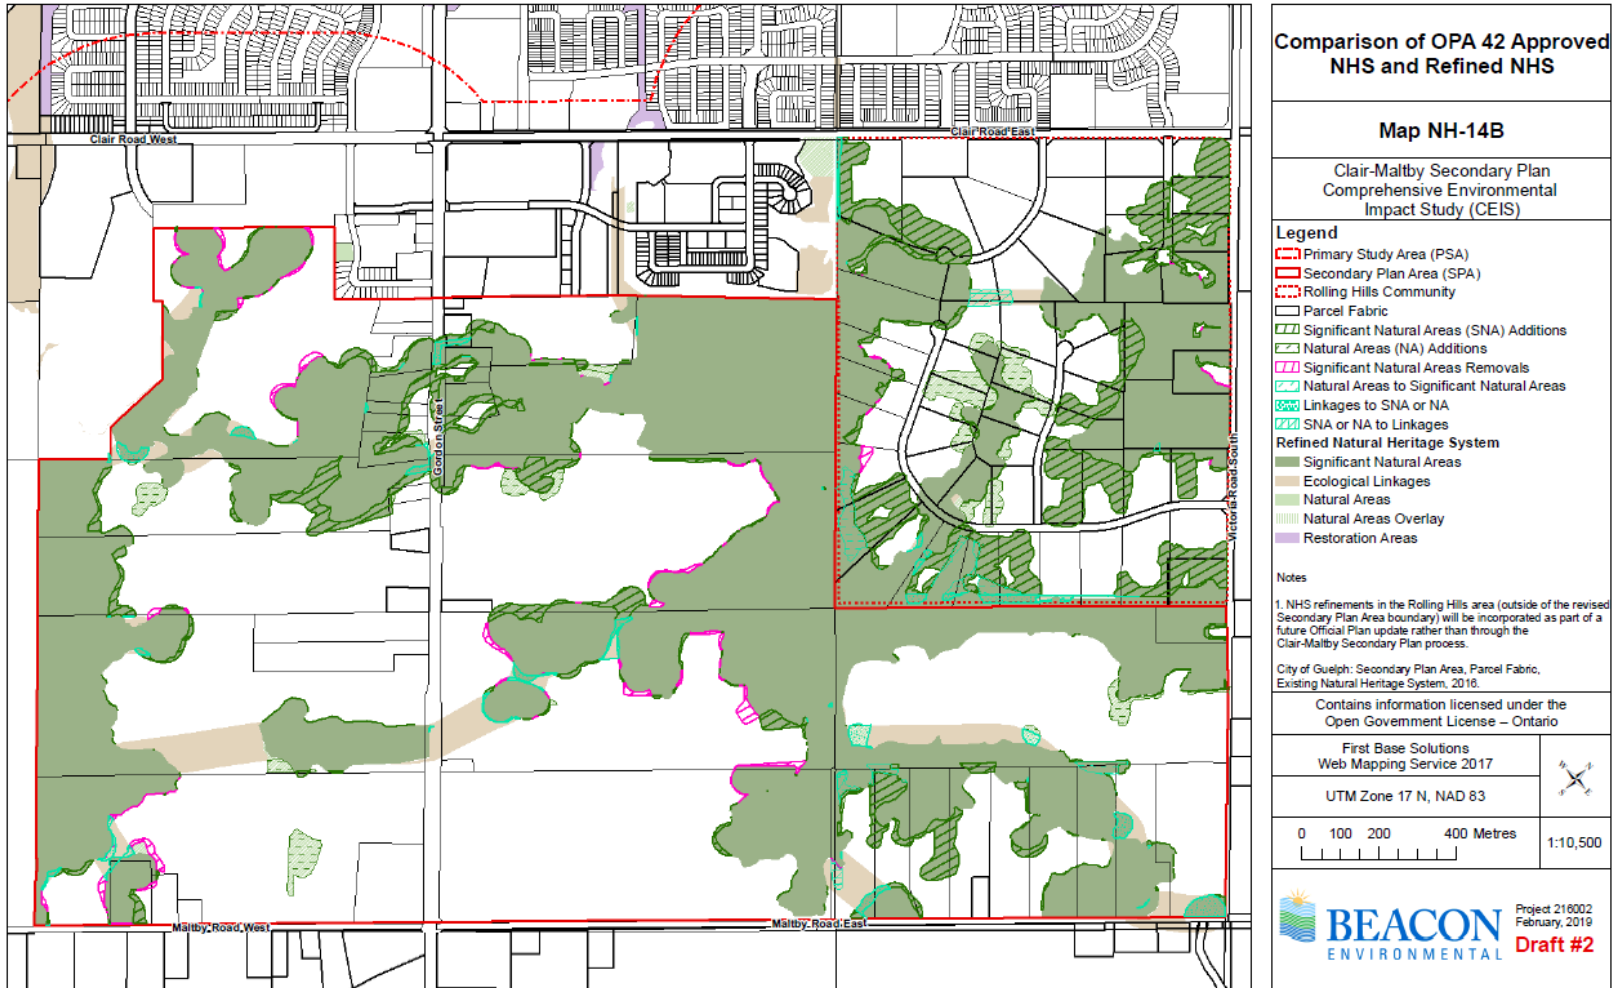 Clair Road West
Clair Road East
Gordon Street
Victoria Road South
Maltby Road West
Maltby Road East
Comparison of OPA 42 Approved
NHS and Refined NHS
Map NH-14B
Clair-Maltby Secondary Plan
Comprehensive Environmental
Impact Study (CEIS)
Legend
Primary Study Area (PSA)
Secondary Plan Area (SPA)
Rolling Hills Community
Parcel Fabric
Significant Natural Areas (SNA) Additions
Natural Areas (NA) Additions
Significant Natural Areas Removals
Natural Areas to Significant Natural Areas
Linkages to SNA or NA
SNA or NA to Linkages
Refined Natural Heritage System
Significant Natural Areas
Ecological Linkages
Natural Areas
Natural Areas Overlay
Restoration Areas
Notes
1. NHS refinements in the Rolling Hills area (outside of the revised
Secondary Plan Area boundary) will be incorporated as part of a
future Official Plan update rather than through the
Clair-Maltby Secondary Plan process.
City of Guelph: Secondary Plan Area, Parcel Fabric,
Existing Natural Heritage System, 2016.
Contains information licensed under the
Open Government License – Ontario
First Base Solutions
Web Mapping Service 2017
UTM Zone 17 N, NAD 83
W N
S E
0 100 200 400 Metres
1:10,500
BEACON
ENVIRONMENTAL
Project 216002
February, 2019
Draft #2